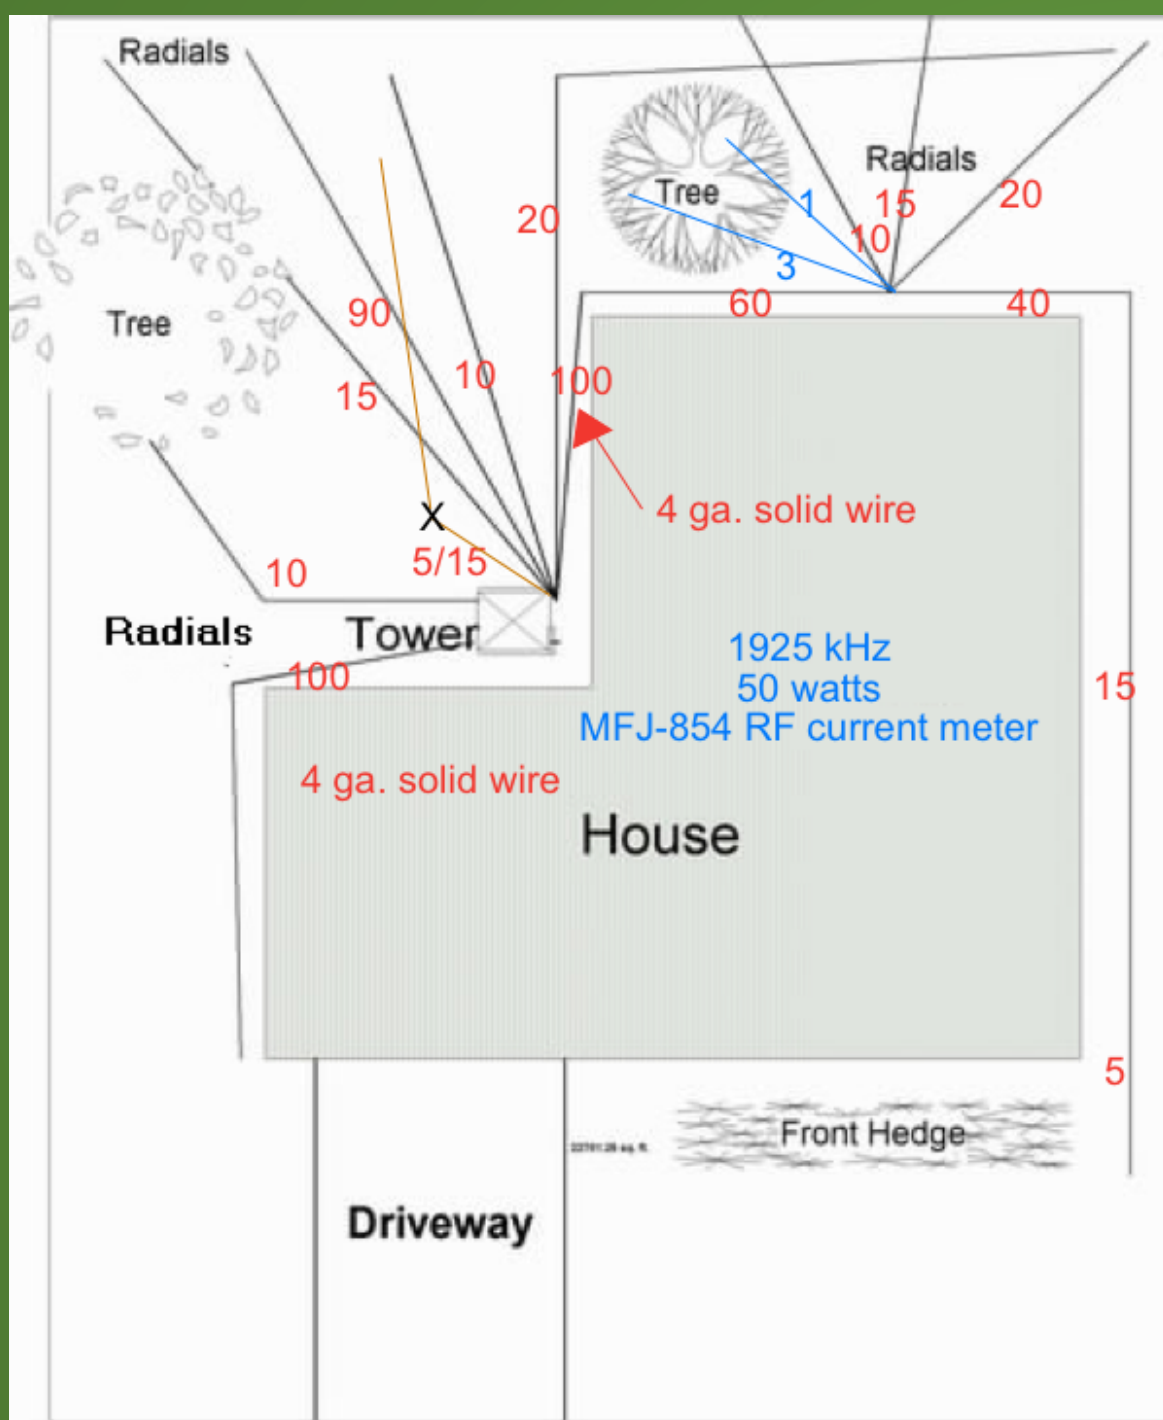 Radials
Tree
Radials
1
15
20
10
20
3
60
40
90
Tree
10
100
15
4 ga. solid wire
X
5/15
10
Radials
Tower
1925 kHz
100
50 watts
15
MFJ-854 RF current meter
4 ga. solid wire
House
5
Front Hedge
Driveway